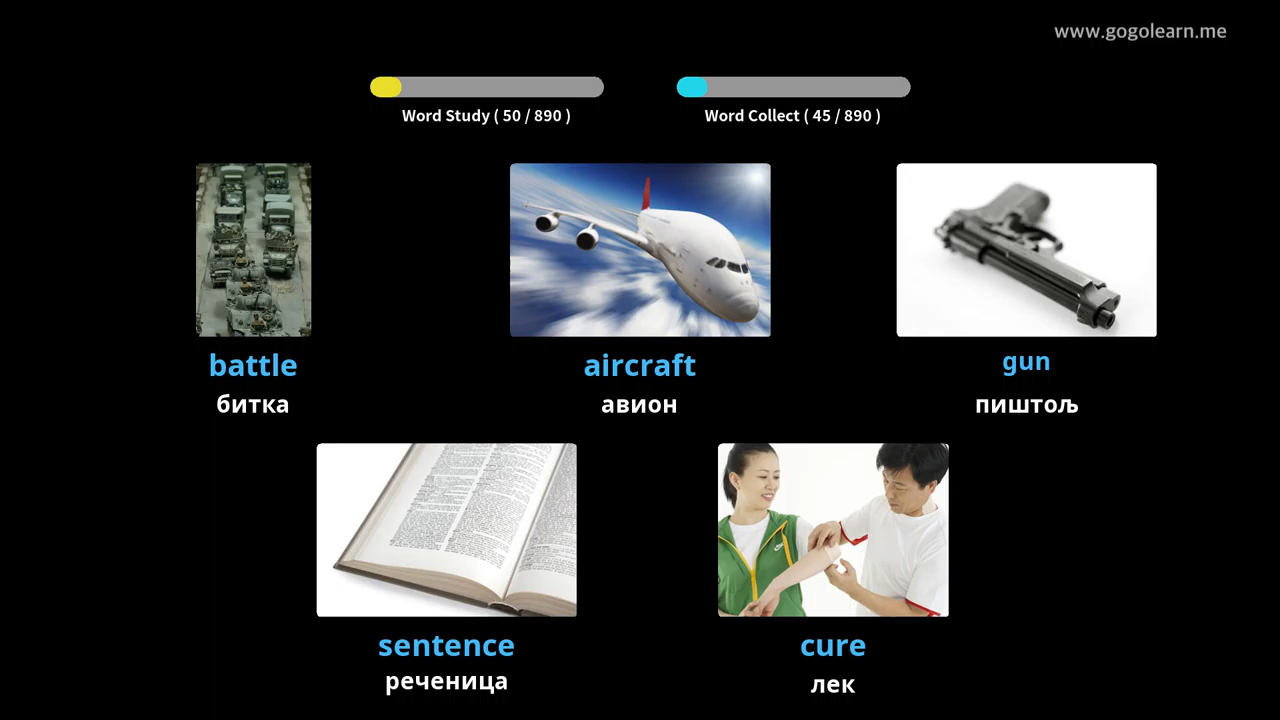 www.gogolearn.me
Word Study ( 50 / 890 )
Word Collect ( 45 / 890 )
battle
битка
aircraft
авион
gun
пиштољ
sentence
реченица
cure
лек